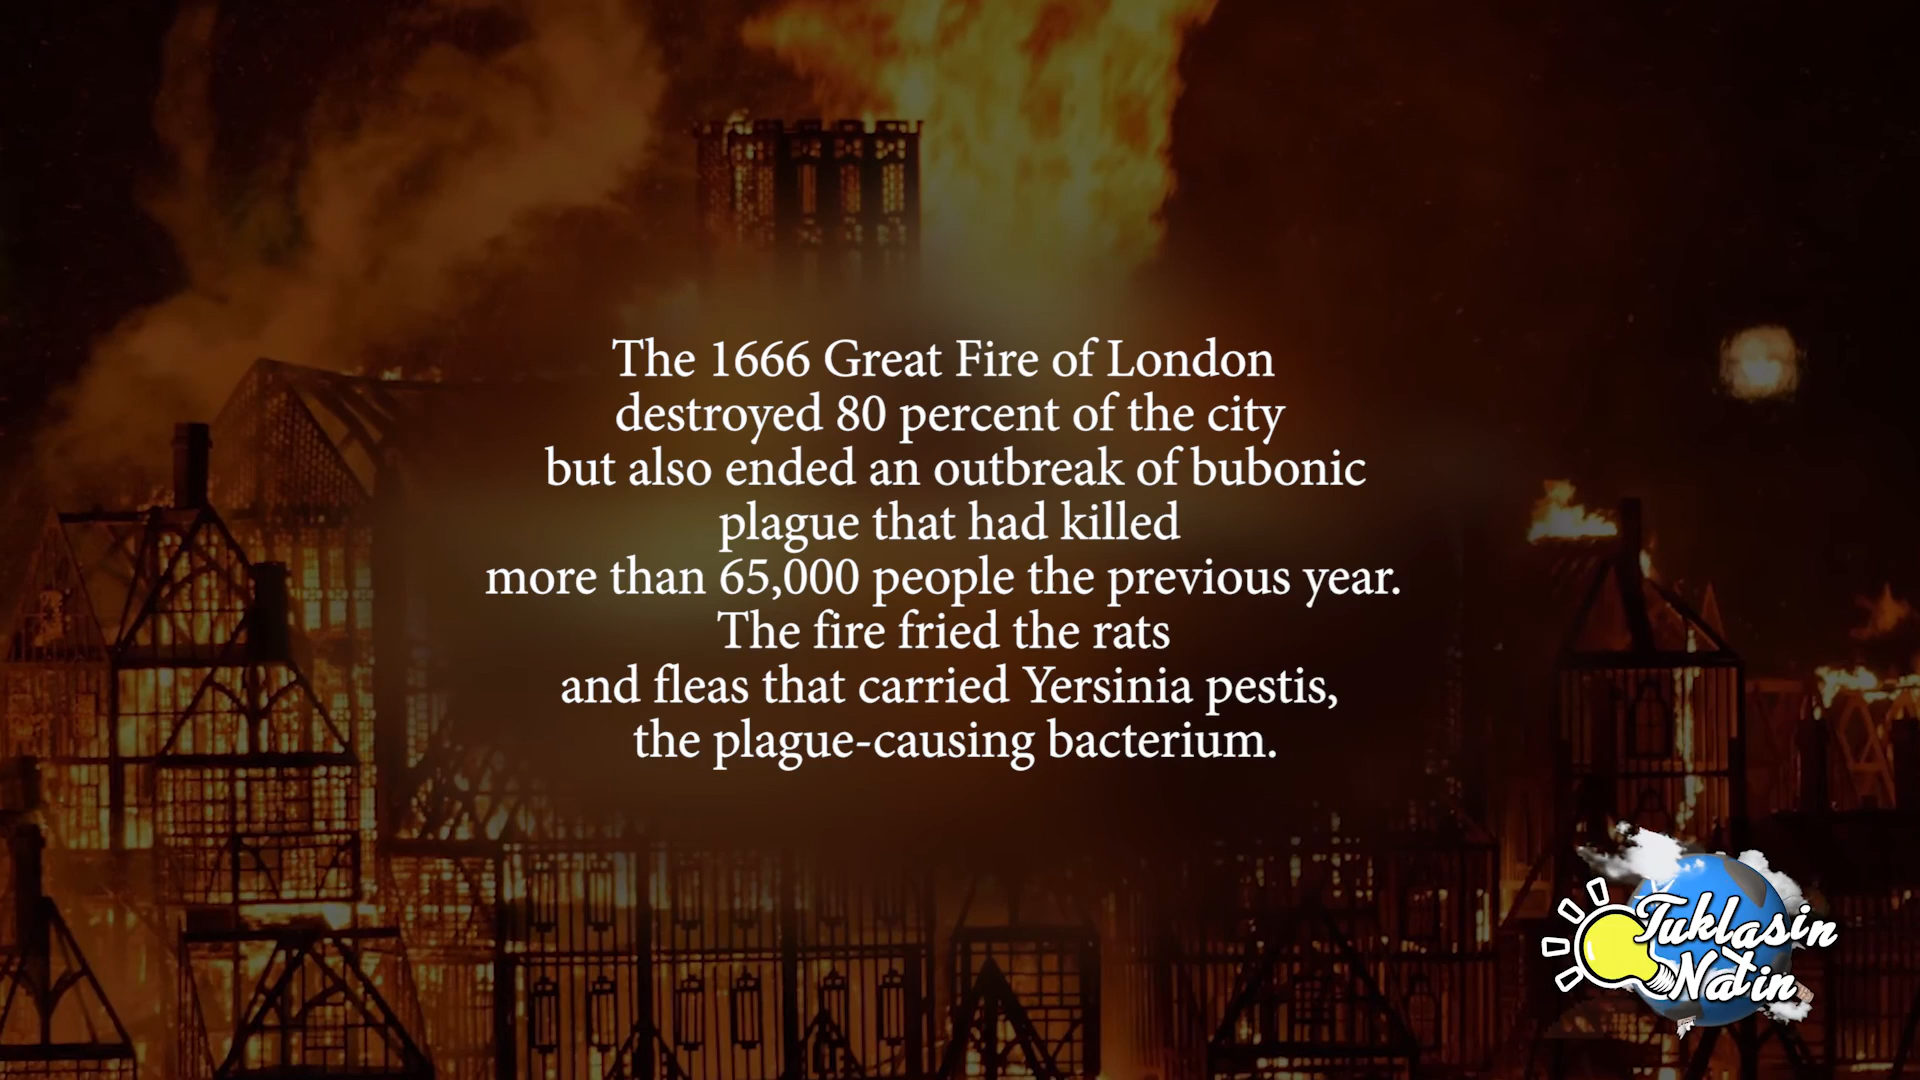 The 1666 Great Fire of London
destroyed 80 percent of the city
but also ended an outbreak of bubonic
plague that had killed
more than 65,000 people the previous year.
The fire fried the rats
and fleas that carried Yersinia pestis,
the plague-causing bacterium.
Tuklasin
Natin